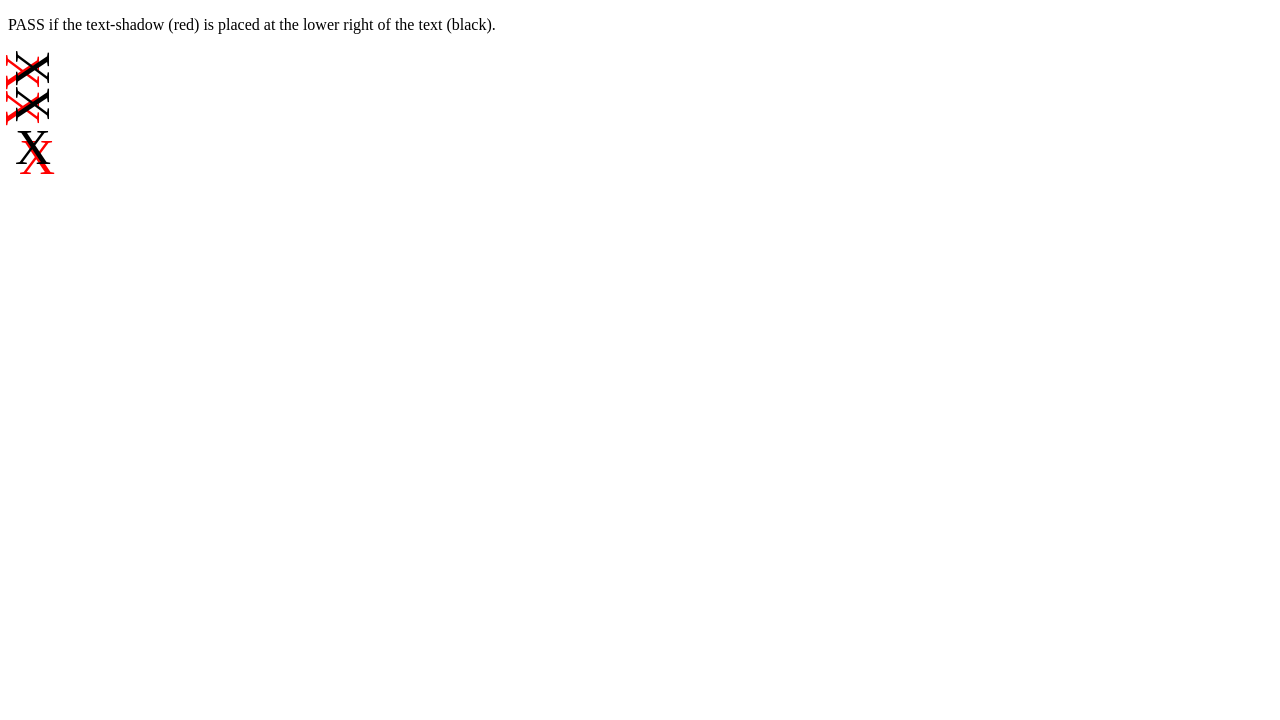 PASS if the text-shadow (red) is placed at the lower right of the text (black).
X
X
X